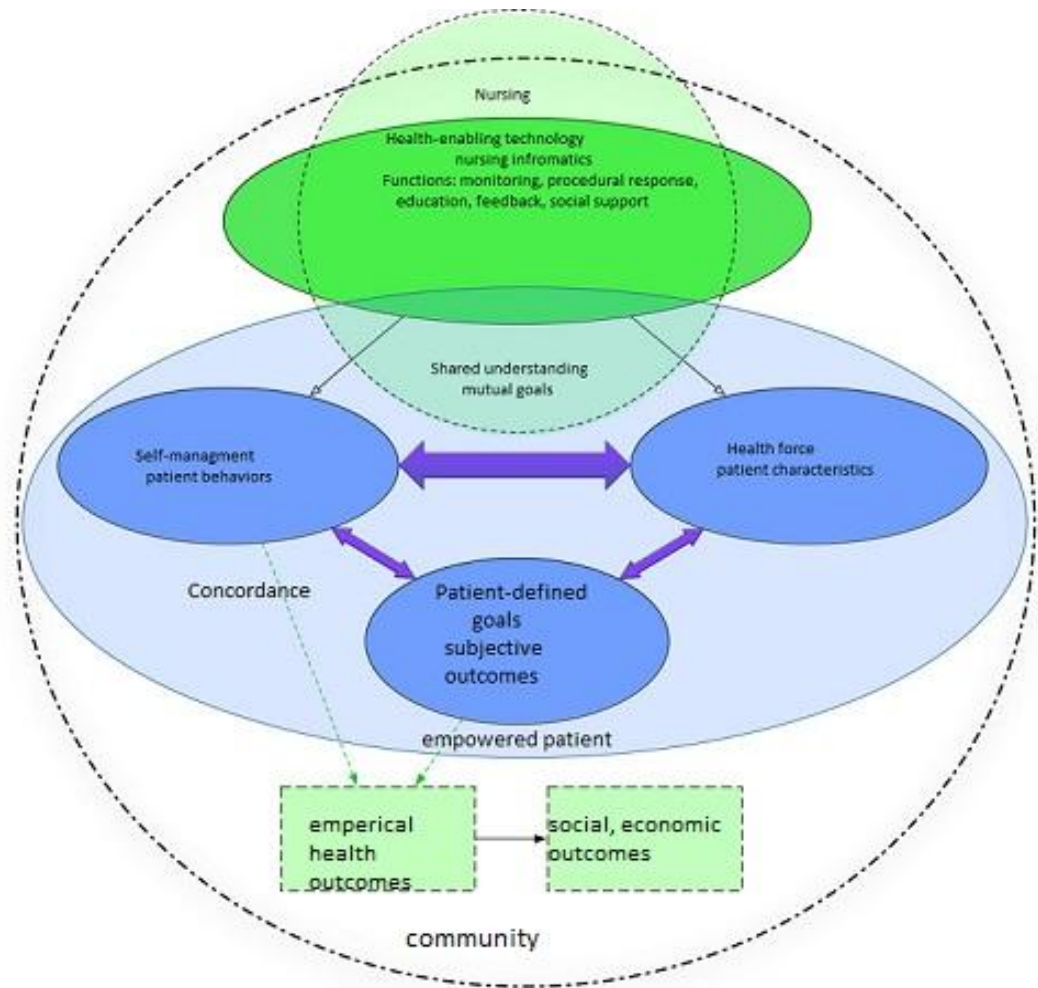 Nursing
Health-enabling technology
nursing infromatics
Functions: monitoring, procedural response,
education, feedback, social support
Shared understanding
mutual goals
Self-managment
patient behaviors
Health force
patient characteristics
Concordance
Patient-defined
goals
subjective
outcomes
empowered patient
emperical
health
outcomes
social, economic
outcomes
community